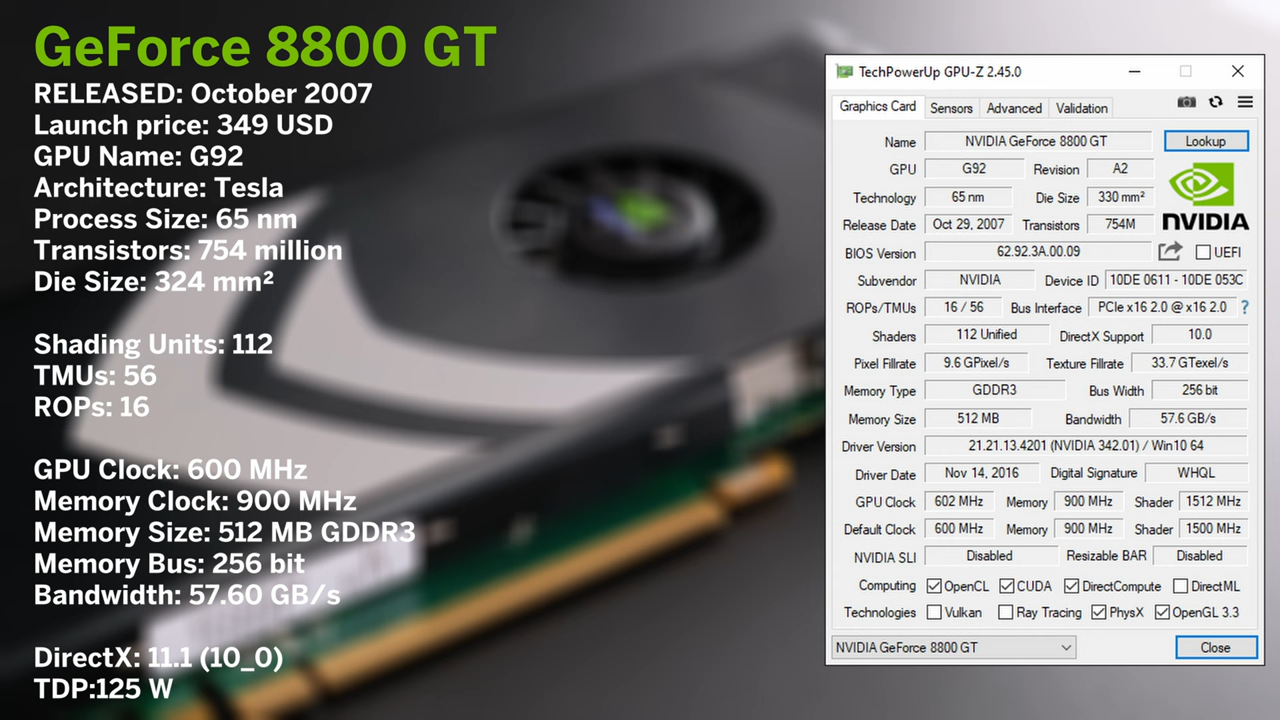 GeForce 8800 GT
RELEASED: October 2007
Launch price: 349 USD
GPU Name: G92
Architecture: Tesla
Process Size: 65 nm
Transistors: 754 million
Die Size: 324 mm²
Shading Units: 112
TMUs: 56
ROPs: 16
GPU Clock: 600 MHz
Memory Clock: 900 MHz
Memory Size: 512 MB GDDR3
Memory Bus: 256 bit
Bandwidth: 57.60 GB/s
DirectX: 11.1 (10_0)
TDP:125 W
TechPowerUp GPU-Z 2.45.0
Graphics Card Sensors Advanced Validation
Name NVIDIA GeForce 8800 GT Lookup
GPU G92 Revision A2
Technology 65 nm Die Size 330 mm²
Release Date Oct 29, 2007 Transistors 754M
NVIDIA
BIOS Version 62.92.3A.00.09 UEFI
Subvendor NVIDIA Device ID 10DE 0611 - 10DE 053C
ROPs/TMUs 16 / 56 Bus Interface PCIe x16 2.0 @ x16 2.0 ?
Shaders 112 Unified DirectX Support 10.0
Pixel Fillrate 9.6 GPixel/s Texture Fillrate 33.7 GTexel/s
Memory Type GDDR3 Bus Width 256 bit
Memory Size 512 MB Bandwidth 57.6 GB/s
Driver Version 21.21.13.4201 (NVIDIA 342.01) / Win10 64
Driver Date Nov 14, 2016 Digital Signature WHQL
GPU Clock 602 MHz Memory 900 MHz Shader 1512 MHz
Default Clock 600 MHz Memory 900 MHz Shader 1500 MHz
NVIDIA SLI Disabled Resizable BAR Disabled
Computing OpenCL CUDA DirectCompute DirectML
Technologies Vulkan Ray Tracing PhysX OpenGL 3.3
NVIDIA GeForce 8800 GT Close